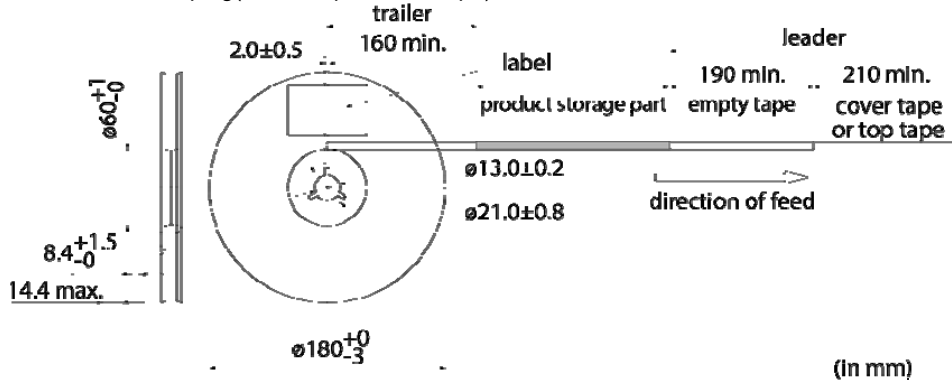 trailer
160 min.
2.0±0.5
leader
label
190 min.
210 min.
product storage part
empty tape
cover tape
or top tape
ø60+1-0
ø13.0±0.2
ø21.0±0.8
direction of feed
8.4+1.5-0
14.4 max.
ø180+0-3
(in mm)